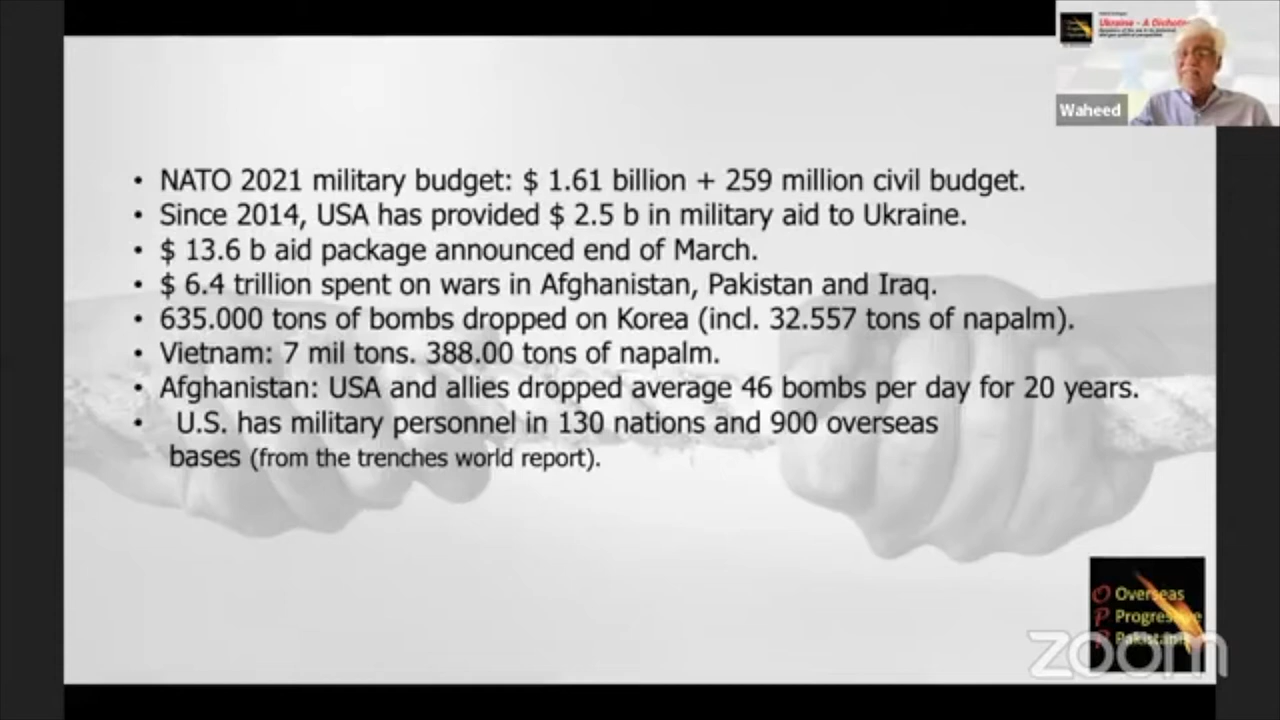 Ukraine - A Dichoto
Waheed
• NATO 2021 military budget: $ 1.61 billion + 259 million civil budget.
• Since 2014, USA has provided $ 2.5 b in military aid to Ukraine.
• $ 13.6 b aid package announced end of March.
• $ 6.4 trillion spent on wars in Afghanistan, Pakistan and Iraq.
• 635.000 tons of bombs dropped on Korea (incl. 32.557 tons of napalm).
• Vietnam: 7 mil tons. 388.00 tons of napalm.
• Afghanistan: USA and allies dropped average 46 bombs per day for 20 years.
• U.S. has military personnel in 130 nations and 900 overseas
bases (from the trenches world report).
O Overseas
P Progressive
P Pakistanis
zoom